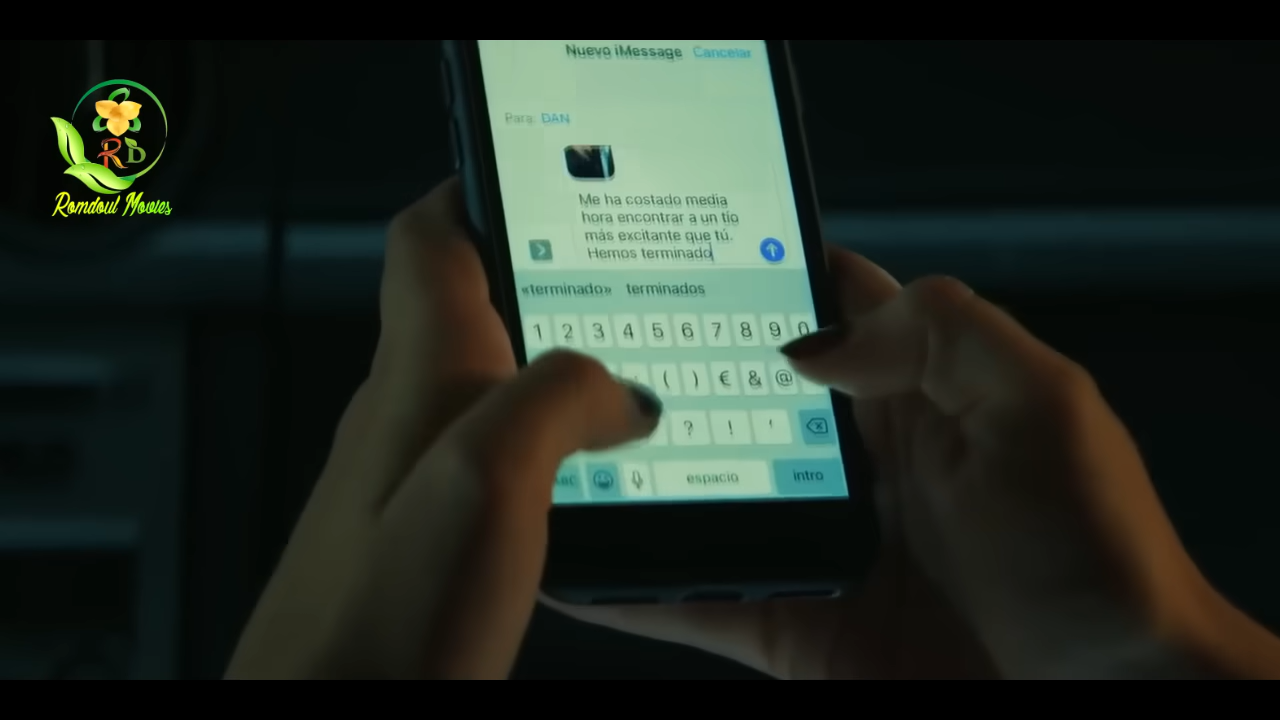 Nuevo iMessage Cancelar
Para: DAN
RD
Romdoul Movies
Me ha costado media
hora encontrar a un tío
más excitante que tú.
Hemos terminado
«terminado» terminados
1 2 3 4 5 6 7 8 9 0
( ) € & @
? ! '
ABC espacio intro